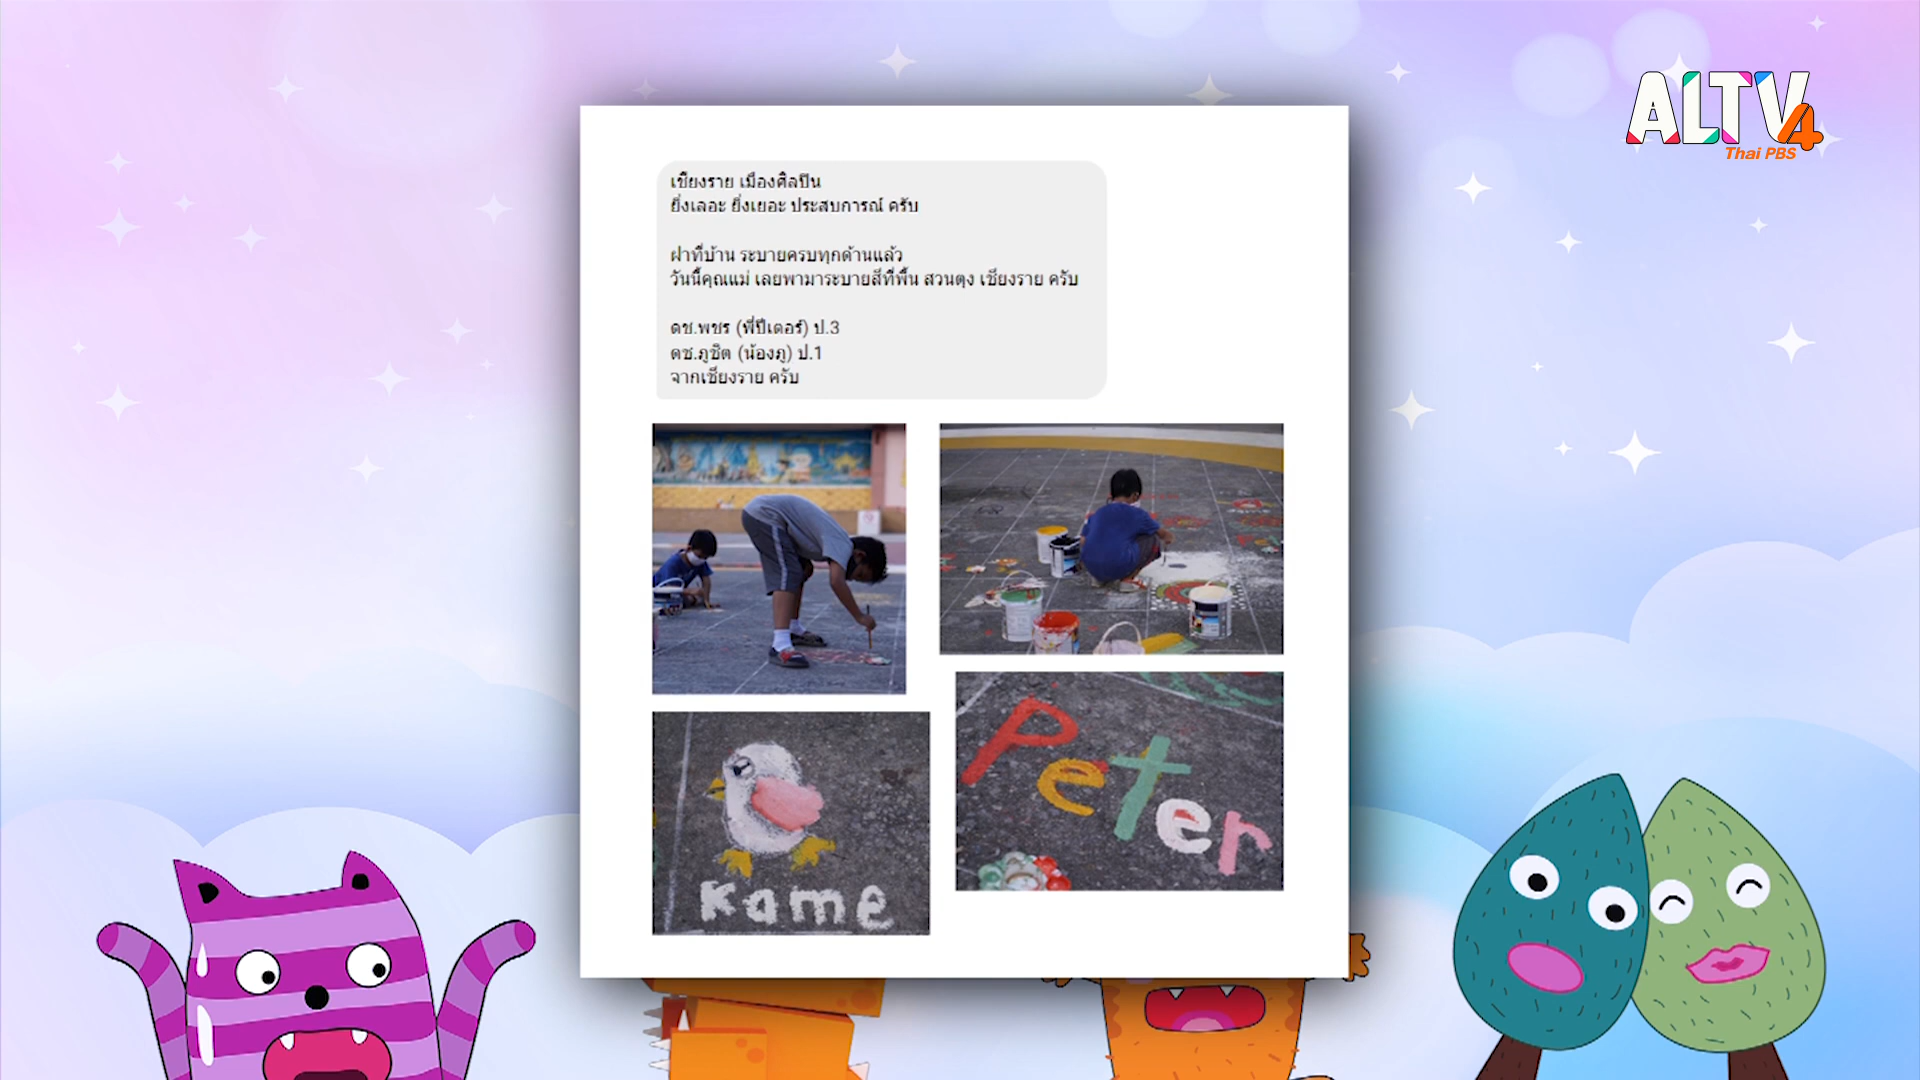 ALTV4
Thai PBS
เชียงราย เมืองศิลปิน
ยิ่งเลอะ ยิ่งเยอะ ประสบการณ์ ครับ
ฝาที่บ้าน ระบายครบทุกด้านแล้ว
วันนี้คุณแม่ เลยพามาระบายสีที่พื้น สวนตุง เชียงราย ครับ
ดช.พชร (พี่ปีเตอร์) ป.3
ดช.ภูชิต (น้องภู) ป.1
จากเชียงราย ครับ
Peter
Kame